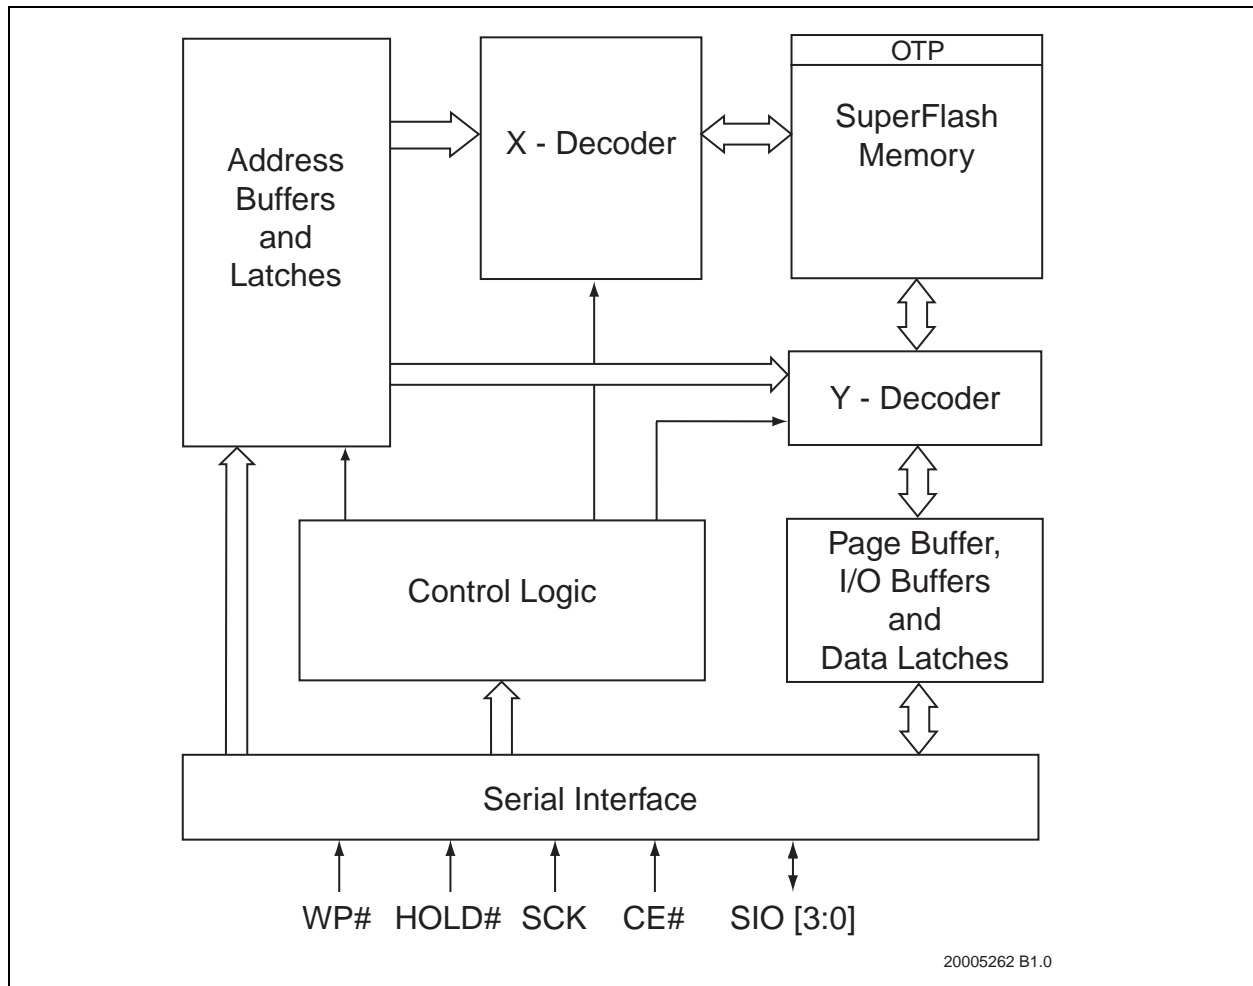 OTP
SuperFlash
Memory
X - Decoder
Address
Buffers
and
Latches
Y - Decoder
Page Buffer,
I/O Buffers
and
Data Latches
Control Logic
Serial Interface
WP# HOLD# SCK CE# SIO [3:0]
20005262 B1.0